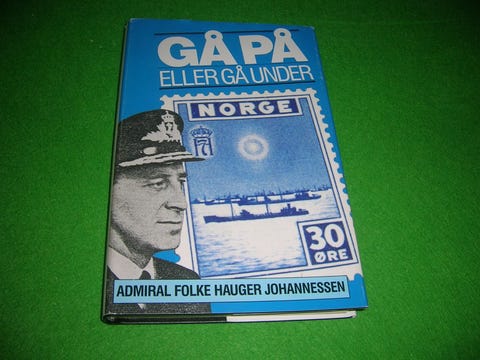 GÅ PÅ
ELLER GÅ UNDER
NORGE
30
ØRE
ADMIRAL FOLKE HAUGER JOHANNESSEN